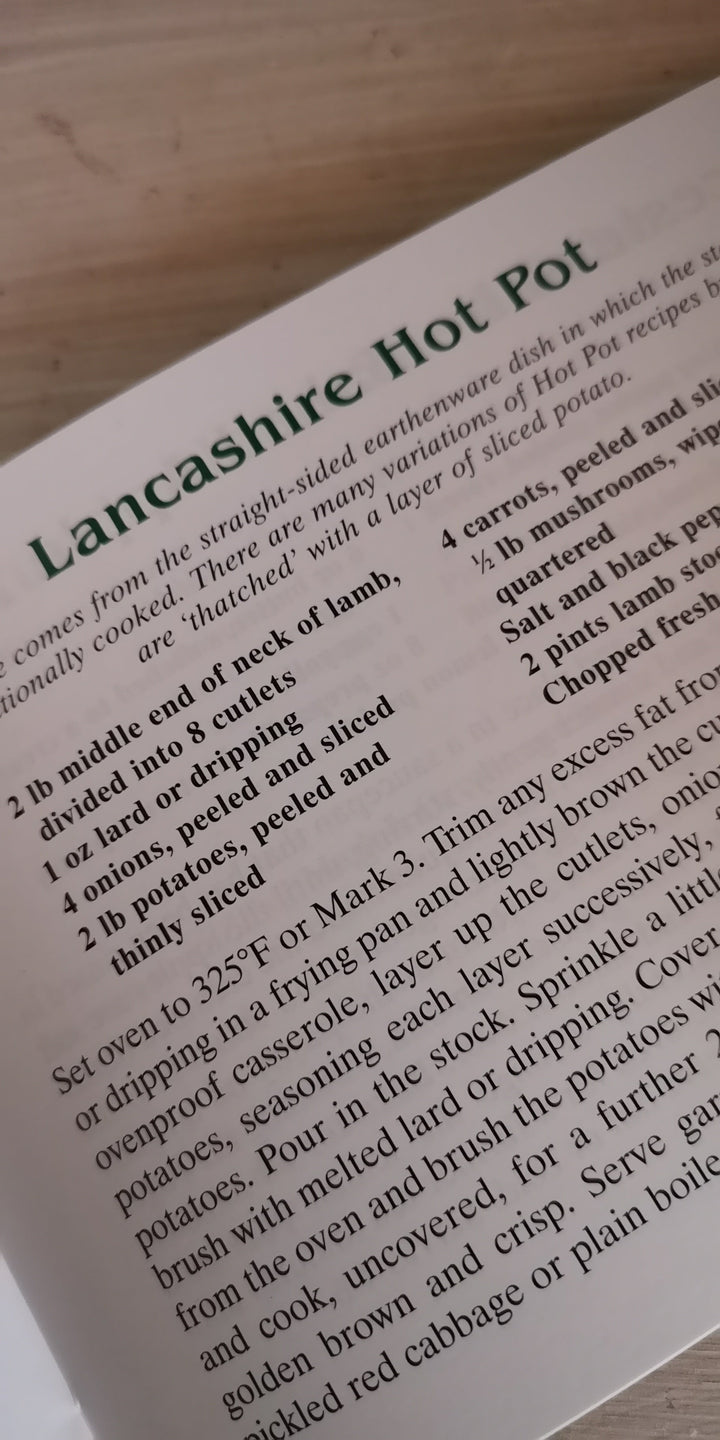 Lancashire Hot Pot
comes from the straight-sided earthenware dish in which the
cooked. There are many variations of Hot Pot recipes
are ‘thatched’ with a layer of sliced potato.
2 lb middle end of neck of lamb,
divided into 8 cutlets
1 oz lard or dripping
4 onions, peeled and sliced
2 lb potatoes, peeled and
thinly sliced
4 carrots, peeled and
½ lb mushrooms,
quartered
Salt and black
2 pints lamb
Chopped fresh
Set oven to 325°F or Mark 3. Trim any excess fat
or dripping in a frying pan and lightly brown the
ovenproof casserole, layer up the cutlets,
potatoes, seasoning each layer successively,
potatoes. Pour in the stock. Sprinkle a
brush with melted lard or dripping. Cover
from the oven and brush the potatoes
and cook, uncovered, for a further
golden brown and crisp. Serve
pickled red cabbage or plain